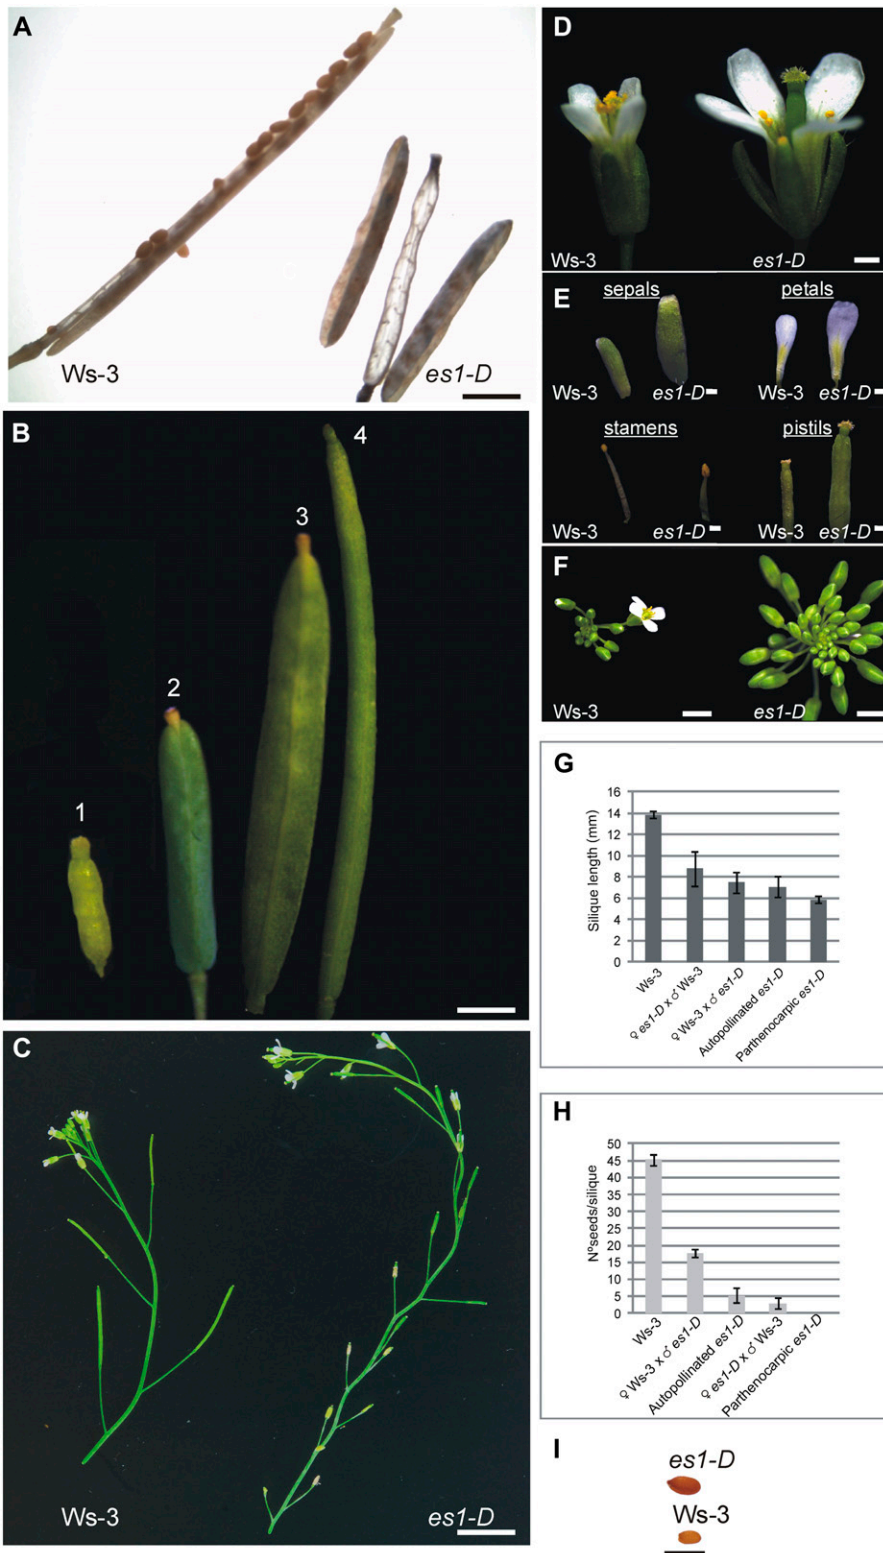 A
Ws-3
es1-D
B
1
2
3
4
C
Ws-3
es1-D
D
Ws-3
es1-D
E
sepals
petals
Ws-3
es1-D
Ws-3
es1-D
stamens
pistils
Ws-3
es1-D
Ws-3
es1-D
F
Ws-3
es1-D
G
Silique length (mm)
16
14
12
10
8
6
4
2
0
Ws-3
♀ es1-D x ♂ Ws-3
♀ Ws-3 x ♂ es1-D
Autopollinated es1-D
Parthenocarpic es1-D
H
Nºseeds/silique
50
45
40
35
30
25
20
15
10
5
0
Ws-3
♀ Ws-3 x ♂ es1-D
Autopollinated es1-D
♀ es1-D x ♂ Ws-3
Parthenocarpic es1-D
I
es1-D
Ws-3